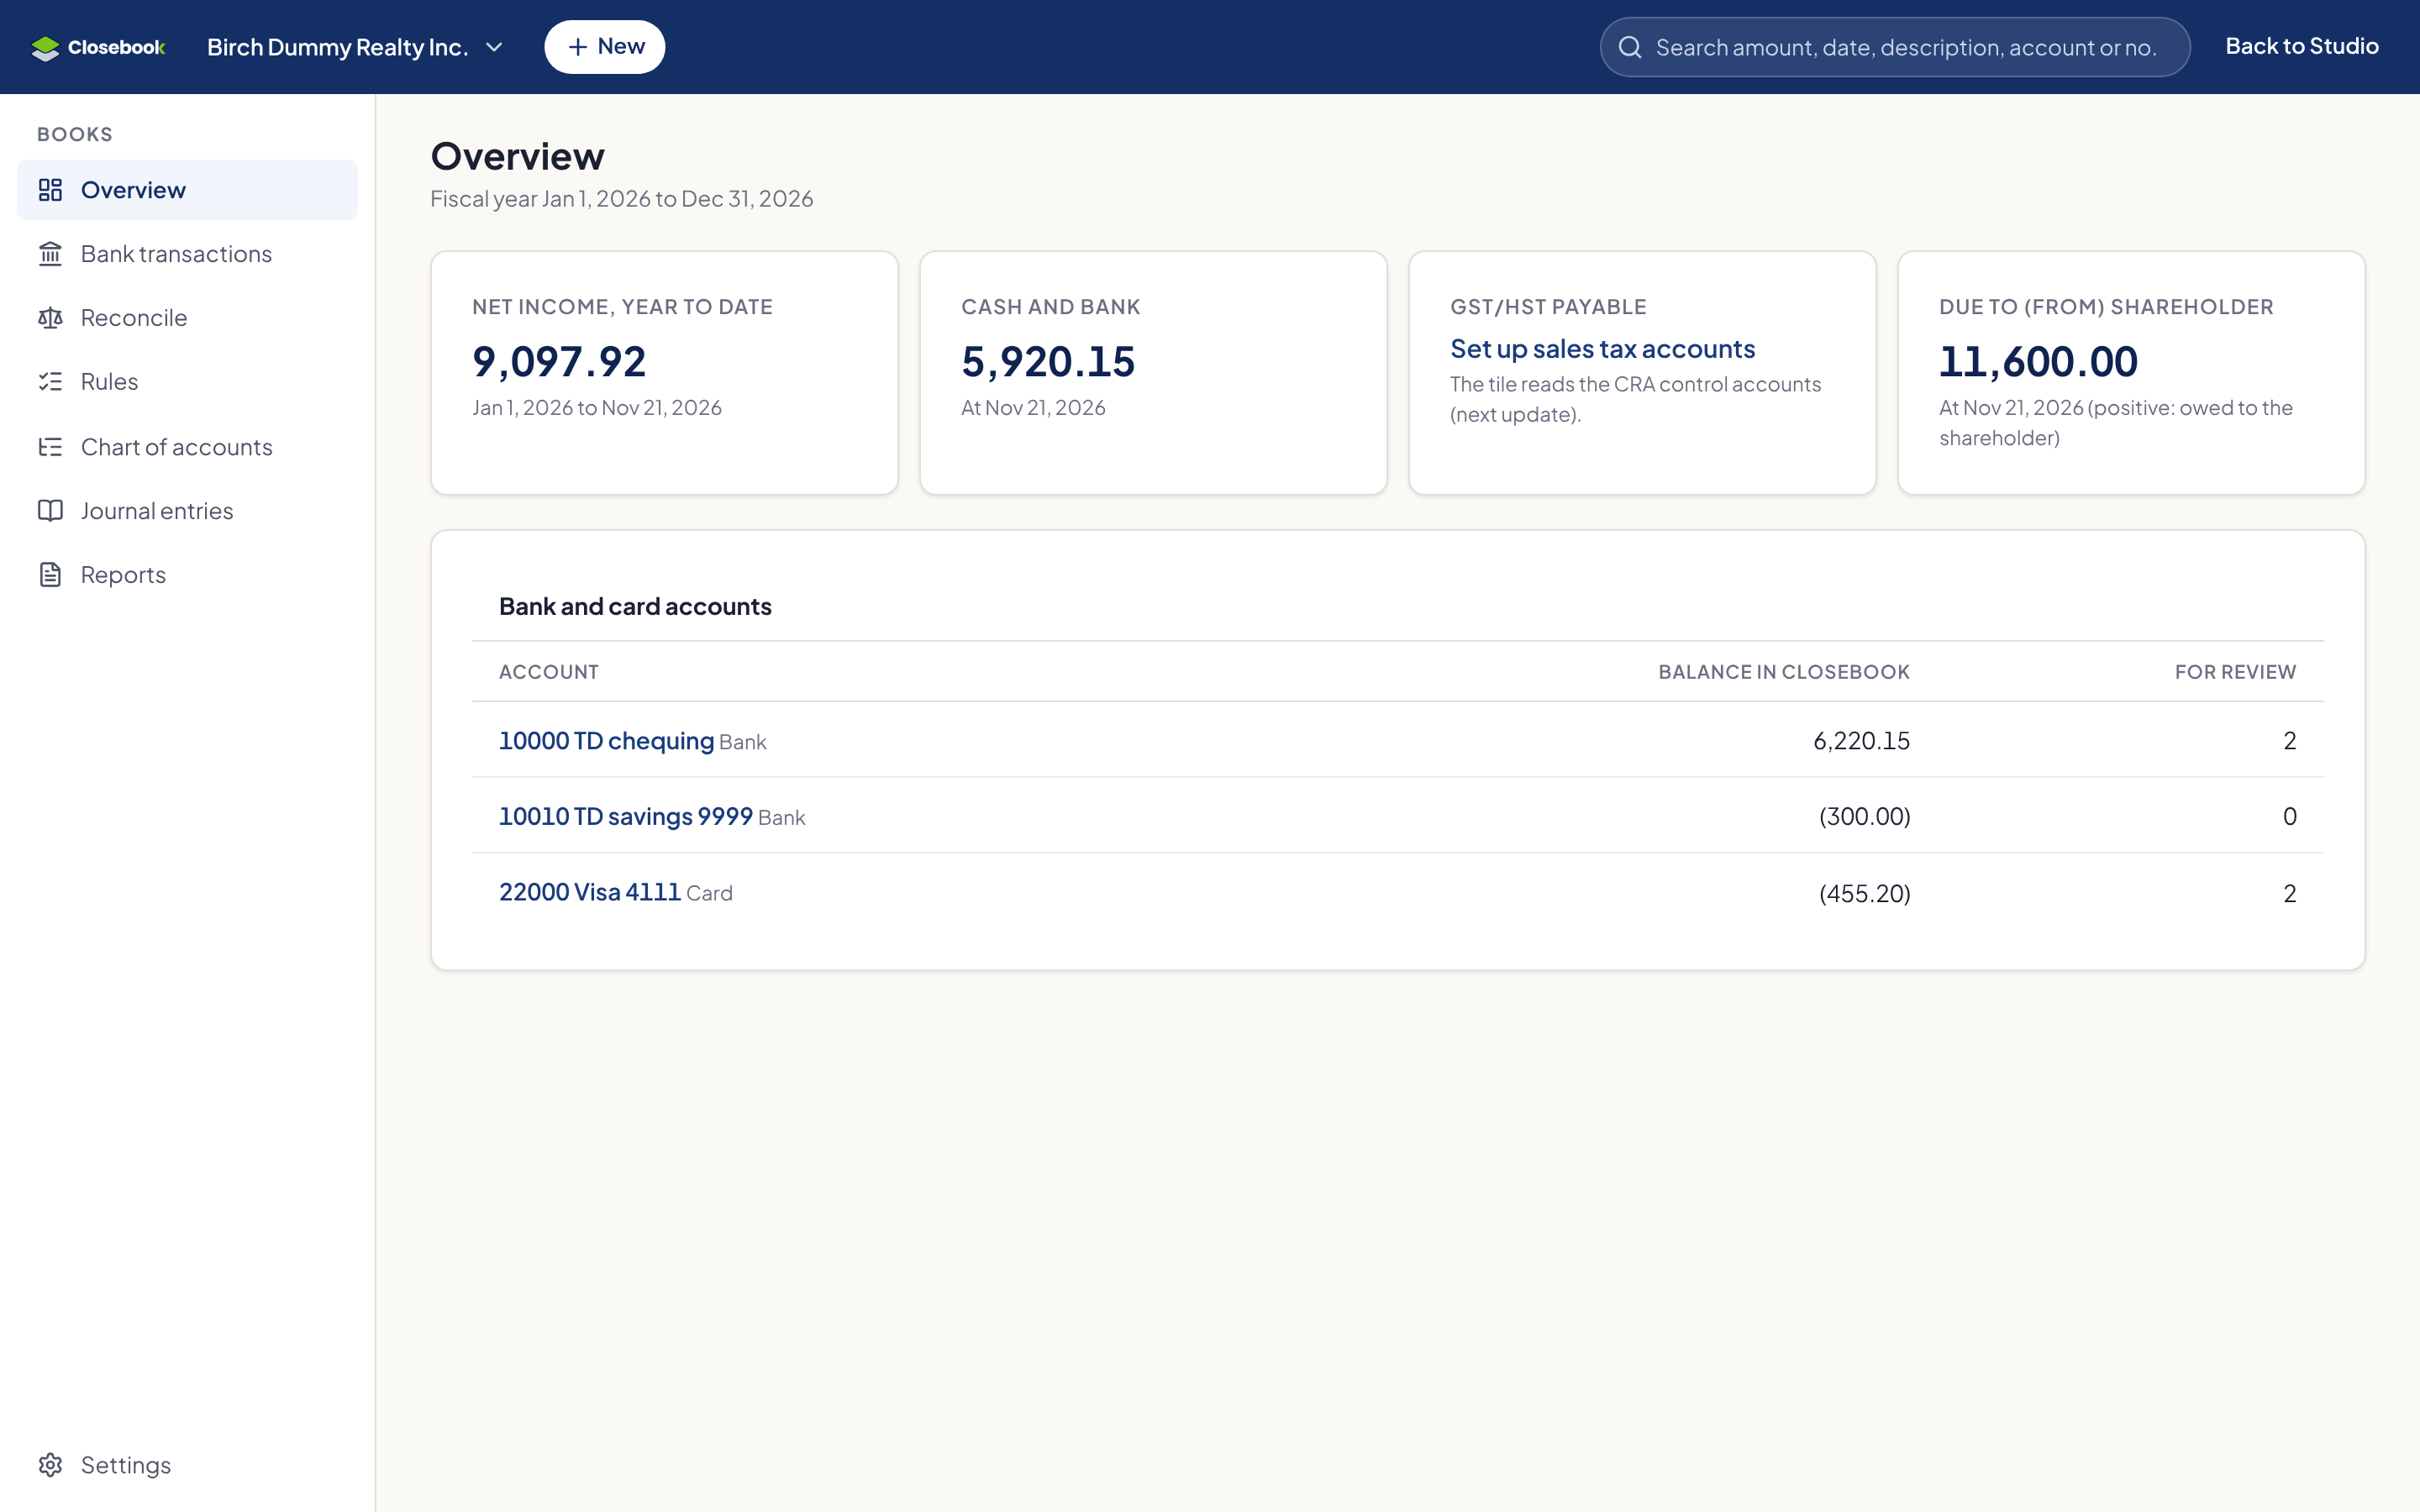 Closebook
Birch Dummy Realty Inc.
New
Search amount, date, description, account or no.
Back to Studio
BOOKS
Overview
Bank transactions
Reconcile
Rules
Chart of accounts
Journal entries
Reports
Settings
Overview
Fiscal year Jan 1, 2026 to Dec 31, 2026
NET INCOME, YEAR TO DATE
9,097.92
Jan 1, 2026 to Nov 21, 2026
CASH AND BANK
5,920.15
At Nov 21, 2026
GST/HST PAYABLE
Set up sales tax accounts
The tile reads the CRA control accounts
(next update).
DUE TO (FROM) SHAREHOLDER
11,600.00
At Nov 21, 2026 (positive: owed to the
shareholder)
Bank and card accounts
ACCOUNT BALANCE IN CLOSEBOOK FOR REVIEW
10000 TD chequing Bank 6,220.15 2
10010 TD savings 9999 Bank (300.00) 0
22000 Visa 4111 Card (455.20) 2